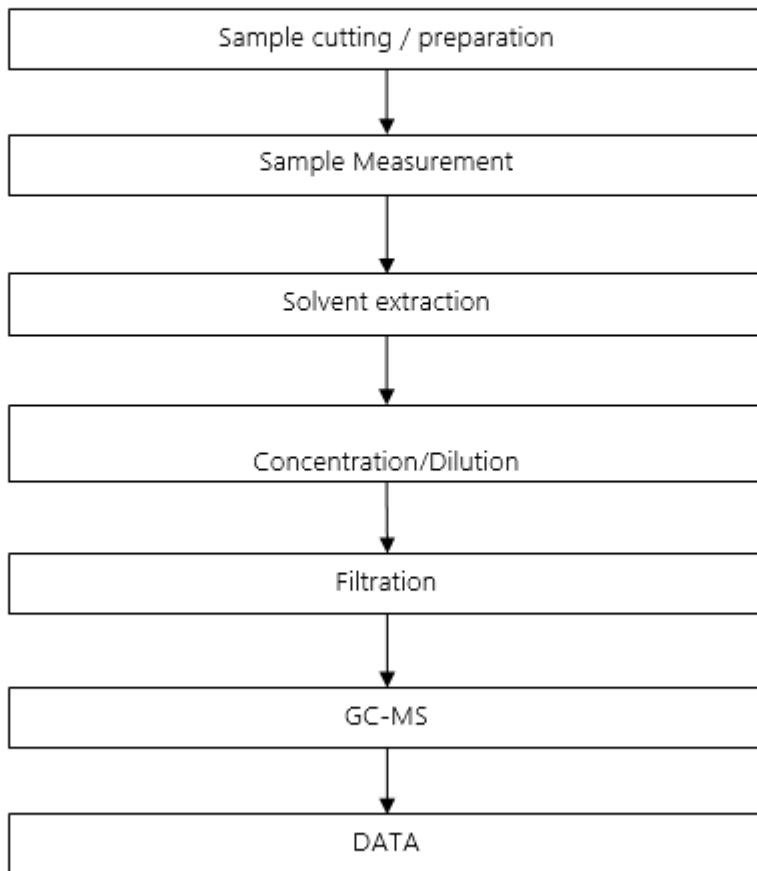 Sample cutting / preparation
Sample Measurement
Solvent extraction
Concentration/Dilution
Filtration
GC-MS
DATA